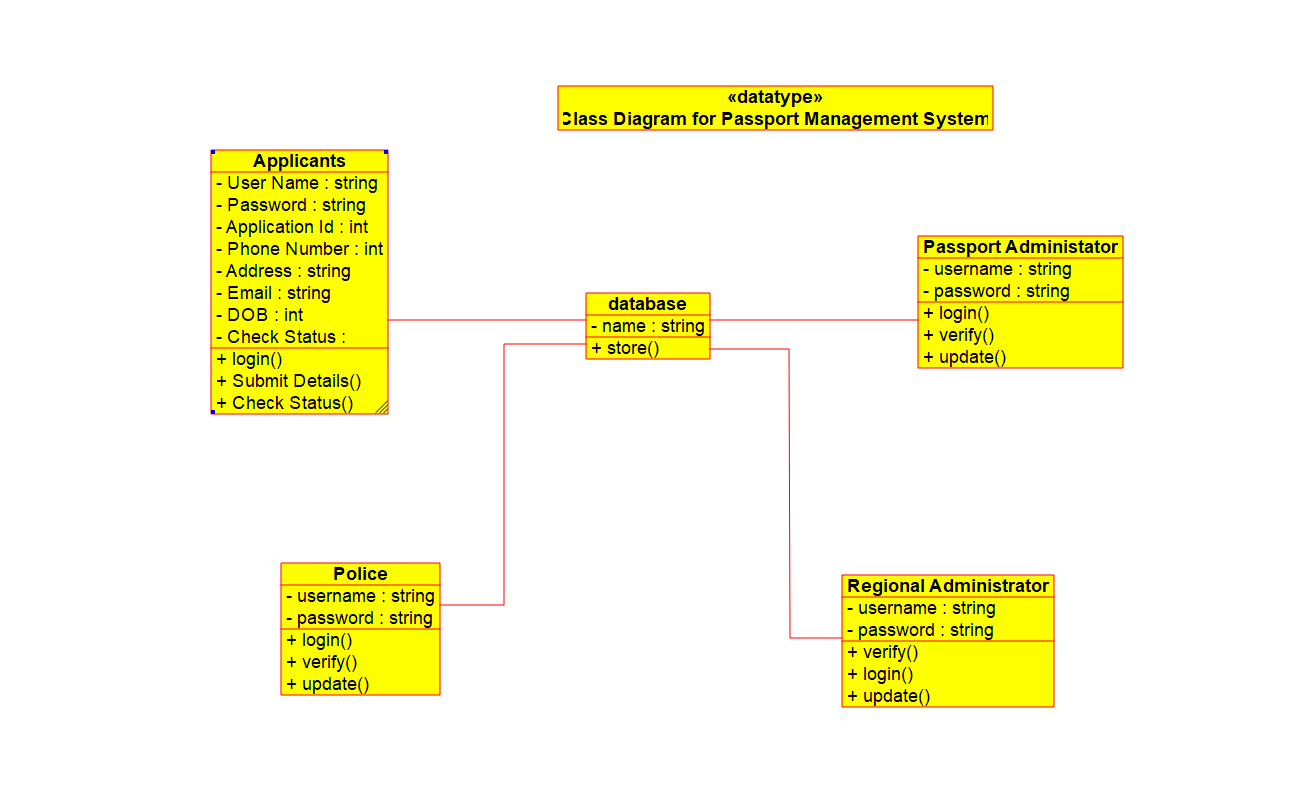 «datatype»
Class Diagram for Passport Management System
Applicants
- User Name : string
- Password : string
- Application Id : int
- Phone Number : int
- Address : string
- Email : string
- DOB : int
- Check Status :
+ login()
+ Submit Details()
+ Check Status()
database
- name : string
+ store()
Passport Administator
- username : string
- password : string
+ login()
+ verify()
+ update()
Police
- username : string
- password : string
+ login()
+ verify()
+ update()
Regional Administrator
- username : string
- password : string
+ verify()
+ login()
+ update()